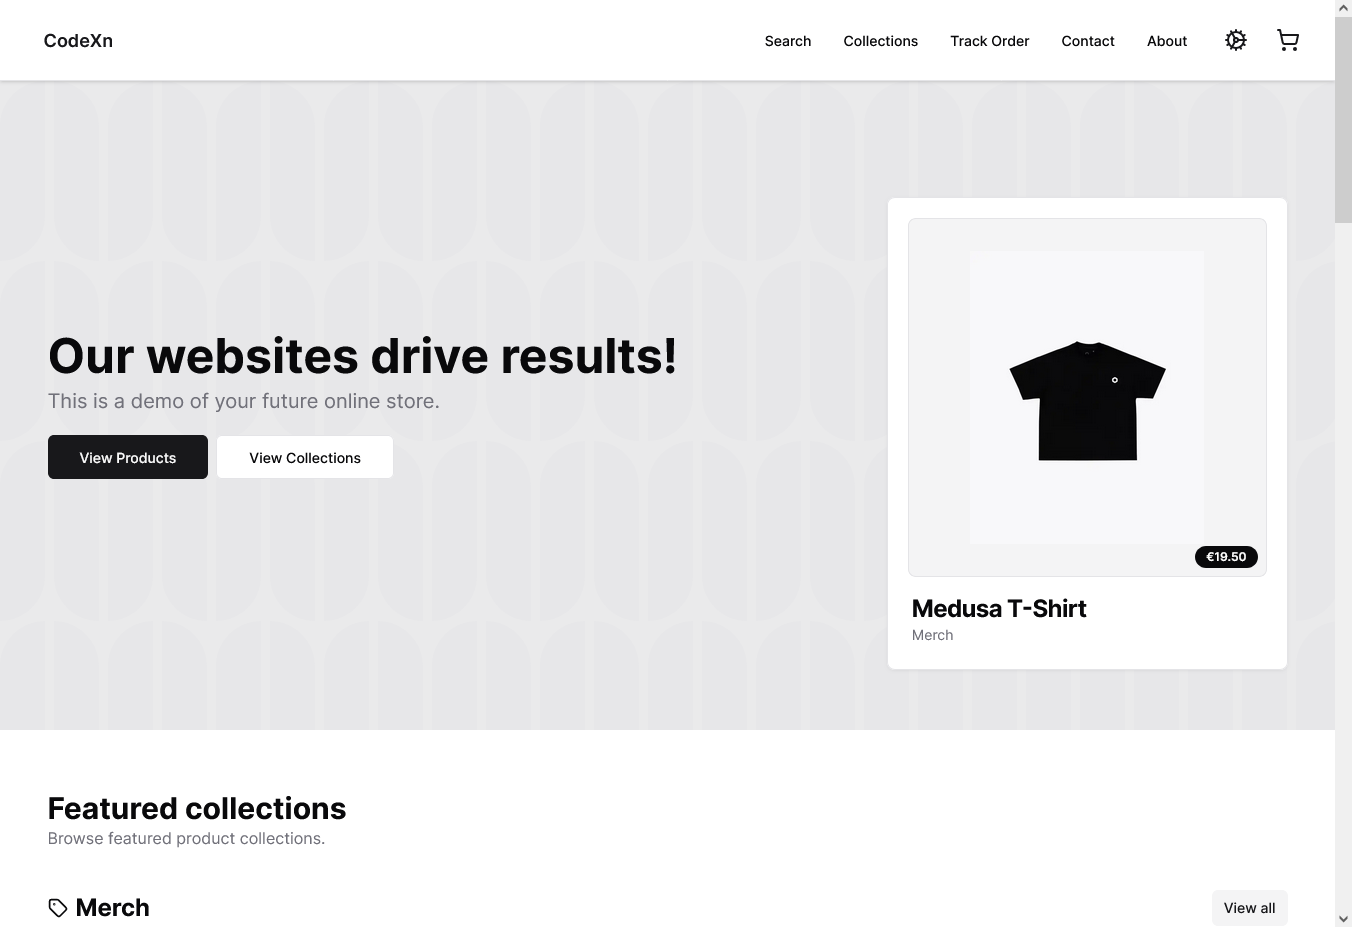 CodeXn
Search
Collections
Track Order
Contact
About
Our websites drive results!
This is a demo of your future online store.
View Products
View Collections
€19.50
Medusa T-Shirt
Merch
Featured collections
Browse featured product collections.
Merch
View all